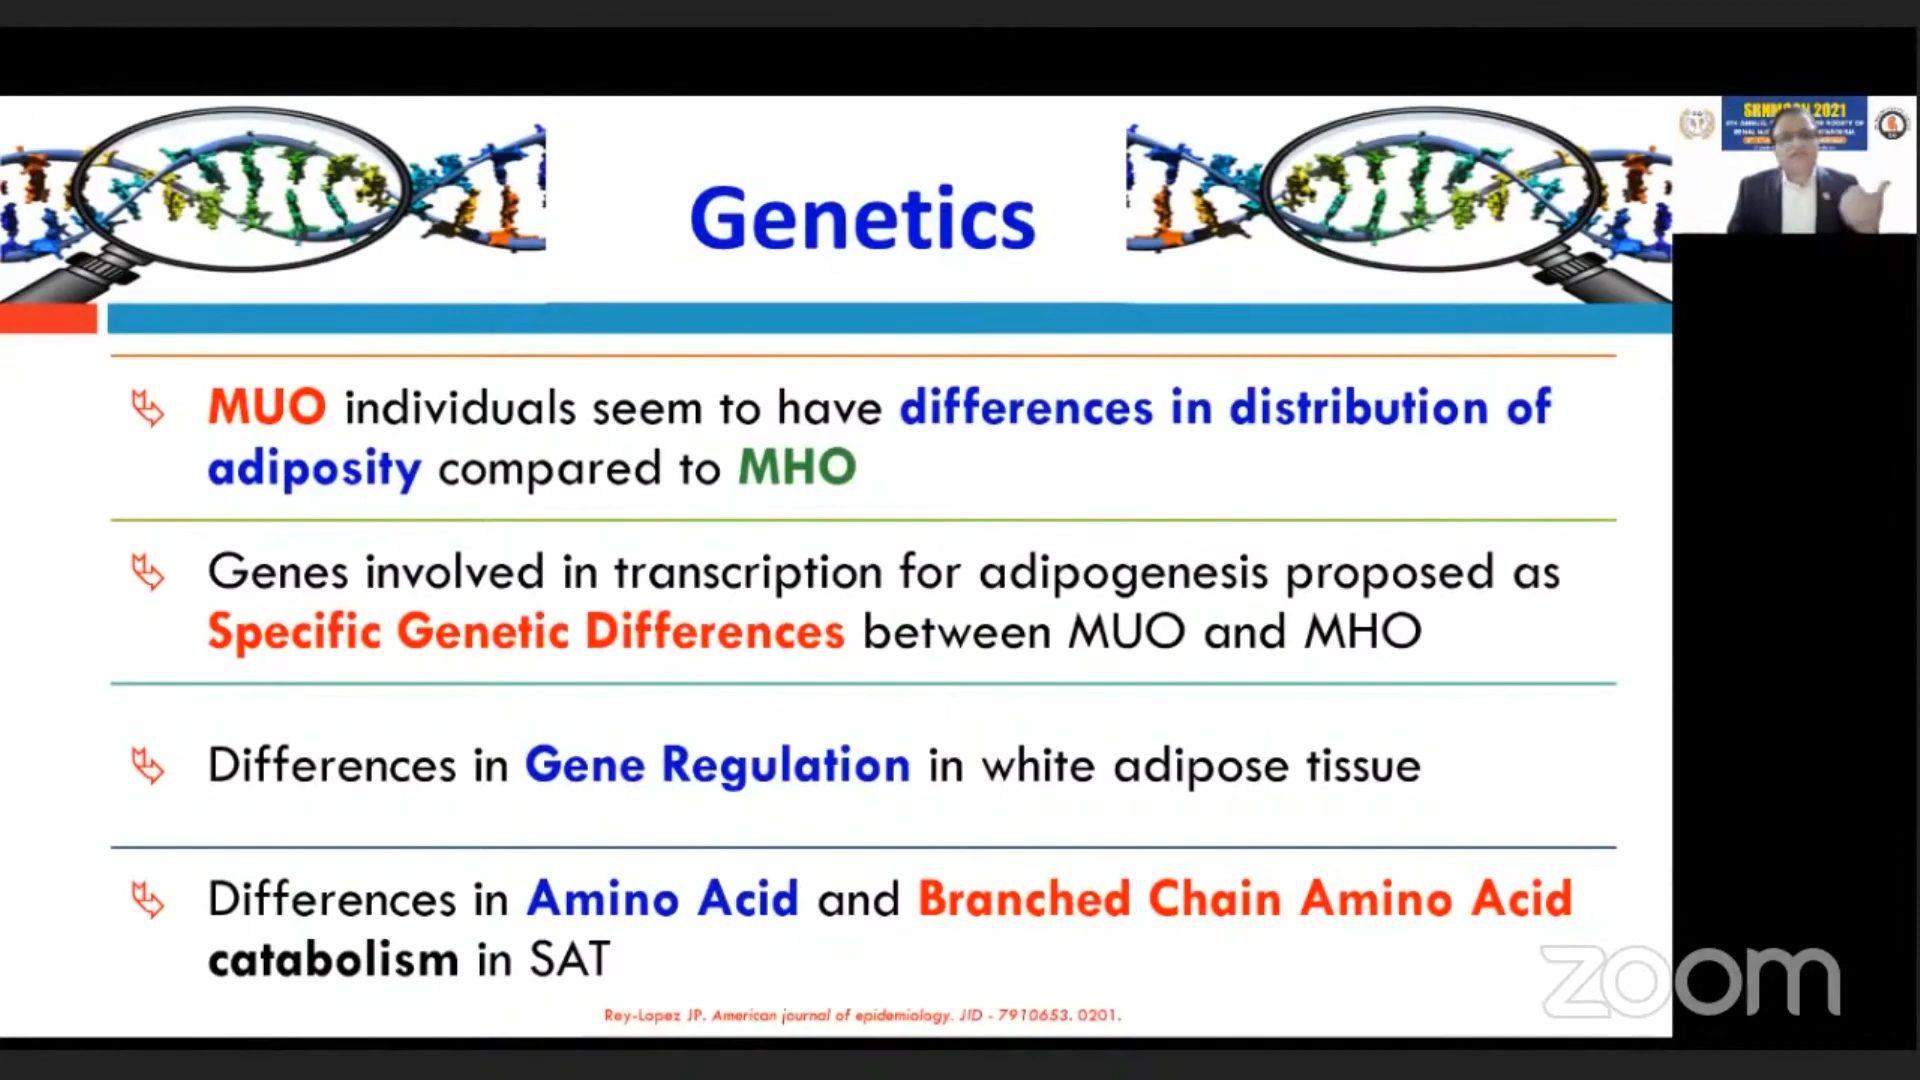 SRNMCON 2021
Genetics
MUO individuals seem to have differences in distribution of
adiposity compared to MHO
Genes involved in transcription for adipogenesis proposed as
Specific Genetic Differences between MUO and MHO
Differences in Gene Regulation in white adipose tissue
Differences in Amino Acid and Branched Chain Amino Acid
catabolism in SAT
Rey-Lopez JP. American journal of epidemiology. JID - 7910653. 0201.
zoom